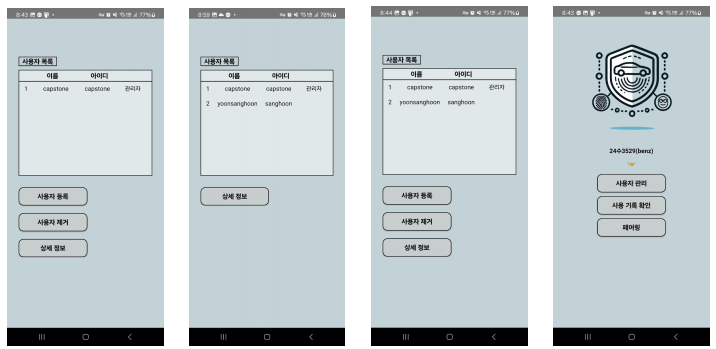 8:43
77%
사용자 목록
이름 아이디
1 capstone capstone 관리자
사용자 등록
사용자 제거
상세 정보
8:59
76%
사용자 목록
이름 아이디
1 capstone capstone 관리자
2 yoonsanghoon sanghoon
상세 정보
8:44
77%
사용자 목록
이름 아이디
1 capstone capstone 관리자
2 yoonsanghoon sanghoon
사용자 등록
사용자 제거
상세 정보
8:43
77%
24수3529(benz)
사용자 관리
사용 기록 확인
페어링